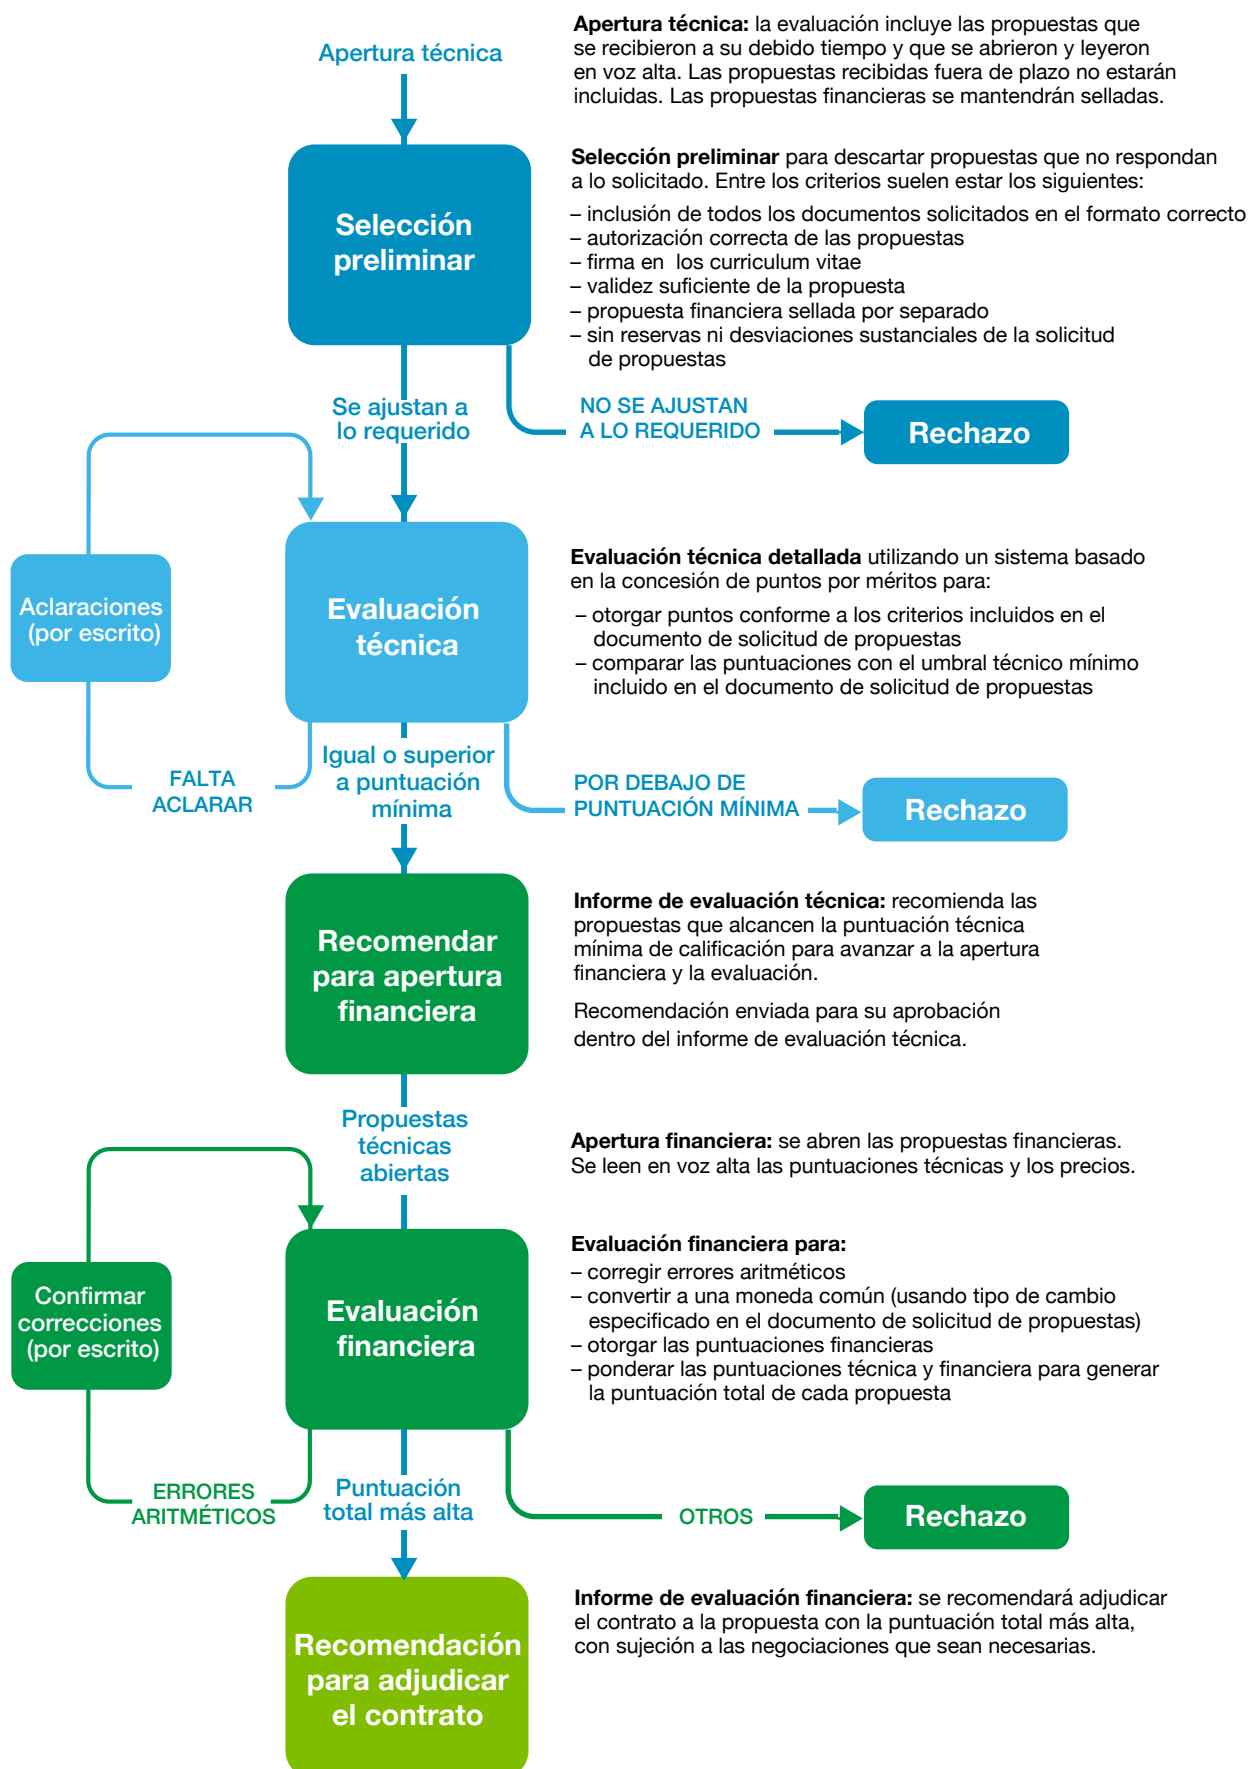 Apertura técnica
Apertura técnica: la evaluación incluye las propuestas que
se recibieron a su debido tiempo y que se abrieron y leyeron
en voz alta. Las propuestas recibidas fuera de plazo no estarán
incluidas. Las propuestas financieras se mantendrán selladas.
Selección
preliminar
Selección preliminar para descartar propuestas que no respondan
a lo solicitado. Entre los criterios suelen estar los siguientes:
– inclusión de todos los documentos solicitados en el formato correcto
– autorización correcta de las propuestas
– firma en los curriculum vitae
– validez suficiente de la propuesta
– propuesta financiera sellada por separado
– sin reservas ni desviaciones sustanciales de la solicitud
de propuestas
Se ajustan a
lo requerido
NO SE AJUSTAN
A LO REQUERIDO
Rechazo
Aclaraciones
(por escrito)
Evaluación
técnica
Evaluación técnica detallada utilizando un sistema basado
en la concesión de puntos por méritos para:
– otorgar puntos conforme a los criterios incluidos en el
documento de solicitud de propuestas
– comparar las puntuaciones con el umbral técnico mínimo
incluido en el documento de solicitud de propuestas
FALTA
ACLARAR
Igual o superior
a puntuación
mínima
POR DEBAJO DE
PUNTUACIÓN MÍNIMA
Rechazo
Recomendar
para apertura
financiera
Informe de evaluación técnica: recomienda las
propuestas que alcancen la puntuación técnica
mínima de calificación para avanzar a la apertura
financiera y la evaluación.
Recomendación enviada para su aprobación
dentro del informe de evaluación técnica.
Propuestas
técnicas
abiertas
Apertura financiera: se abren las propuestas financieras.
Se leen en voz alta las puntuaciones técnicas y los precios.
Confirmar
correcciones
(por escrito)
Evaluación
financiera
Evaluación financiera para:
– corregir errores aritméticos
– convertir a una moneda común (usando tipo de cambio
especificado en el documento de solicitud de propuestas)
– otorgar las puntuaciones financieras
– ponderar las puntuaciones técnica y financiera para generar
la puntuación total de cada propuesta
ERRORES
ARITMÉTICOS
Puntuación
total más alta
OTROS
Rechazo
Recomendación
para adjudicar
el contrato
Informe de evaluación financiera: se recomendará adjudicar
el contrato a la propuesta con la puntuación total más alta,
con sujeción a las negociaciones que sean necesarias.